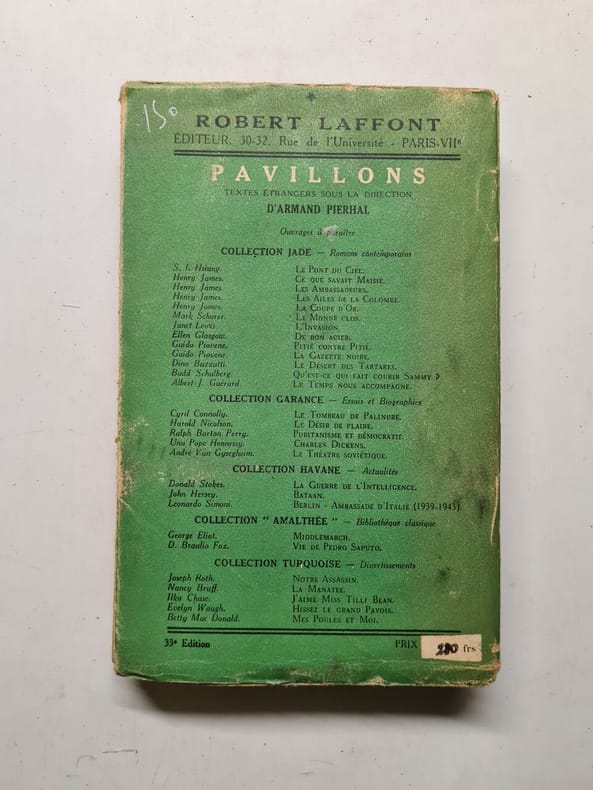 150
ROBERT LAFFONT
ÉDITEUR, 30-32, Rue de l'Université - PARIS-VIIe
PAVILLONS
TEXTES ÉTRANGERS SOUS LA DIRECTION
D'ARMAND PIERHAL
Ouvrages à paraître
COLLECTION JADE — Romans contemporains
S. I. Hsiung. LE PONT DU CIEL.
Henry James. CE QUE SAVAIT MAISIE.
Henry James. LES AMBASSADEURS.
Henry James. LES AILES DE LA COLOMBE.
Henry James. LA COUPE D'OR.
Mark Schorer. LE MONDE CLOS.
Janet Lewis. L'INVASION.
Ellen Glasgow. DE BON ACIER.
Guido Piovene. PITIÉ CONTRE PITIÉ.
Guido Piovene. LA GAZETTE NOIRE.
Dino Buzzati. LE DÉSERT DES TARTARES.
Budd Schulberg. QU'EST-CE QUI FAIT COURIR SAMMY ?
Albert-J. Guérard. LE TEMPS NOUS ACCOMPAGNE.
COLLECTION GARANCE — Essais et Biographies
Cyril Connolly. LE TOMBEAU DE PALINURE.
Harold Nicolson. LE DÉSIR DE PLAIRE.
Ralph Barton Perry. PURITANISME ET DÉMOCRATIE.
Una Pope Hennessy. CHARLES DICKENS.
André Van Gyseghem. LE THÉATRE SOVIÉTIQUE.
COLLECTION HAVANE — Actualités
Donald Stokes. LA GUERRE DE L'INTELLIGENCE.
John Hersey. BATAAN.
Leonardo Simoni. BERLIN - AMBASSADE D'ITALIE (1939-1943).
COLLECTION " AMALTHÉE " — Bibliothèque classique
George Eliot. MIDDLEMARCH.
D. Braulio Foz. VIE DE PEDRO SAPUTO.
COLLECTION TURQUOISE — Divertissements
Joseph Roth. NOTRE ASSASSIN.
Nancy Bruff. LA MANATEE.
Ilka Chase. J'AIME MISS TILLI BEAN.
Evelyn Waugh. HISSEZ LE GRAND PAVOIS.
Betty Mac Donald. MES POULES ET MOI.
33e Edition PRIX frs